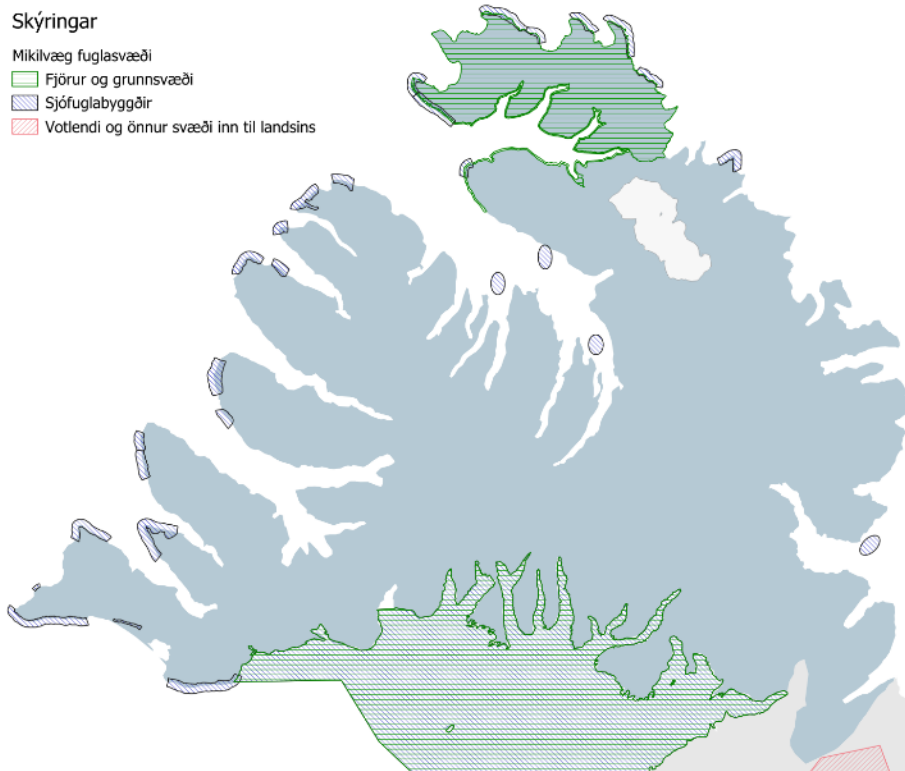 Skýringar
Mikilvæg fuglasvæði
Fjörur og grunnsvæði
Sjófuglabyggðir
Votlendi og önnur svæði inn til landsins